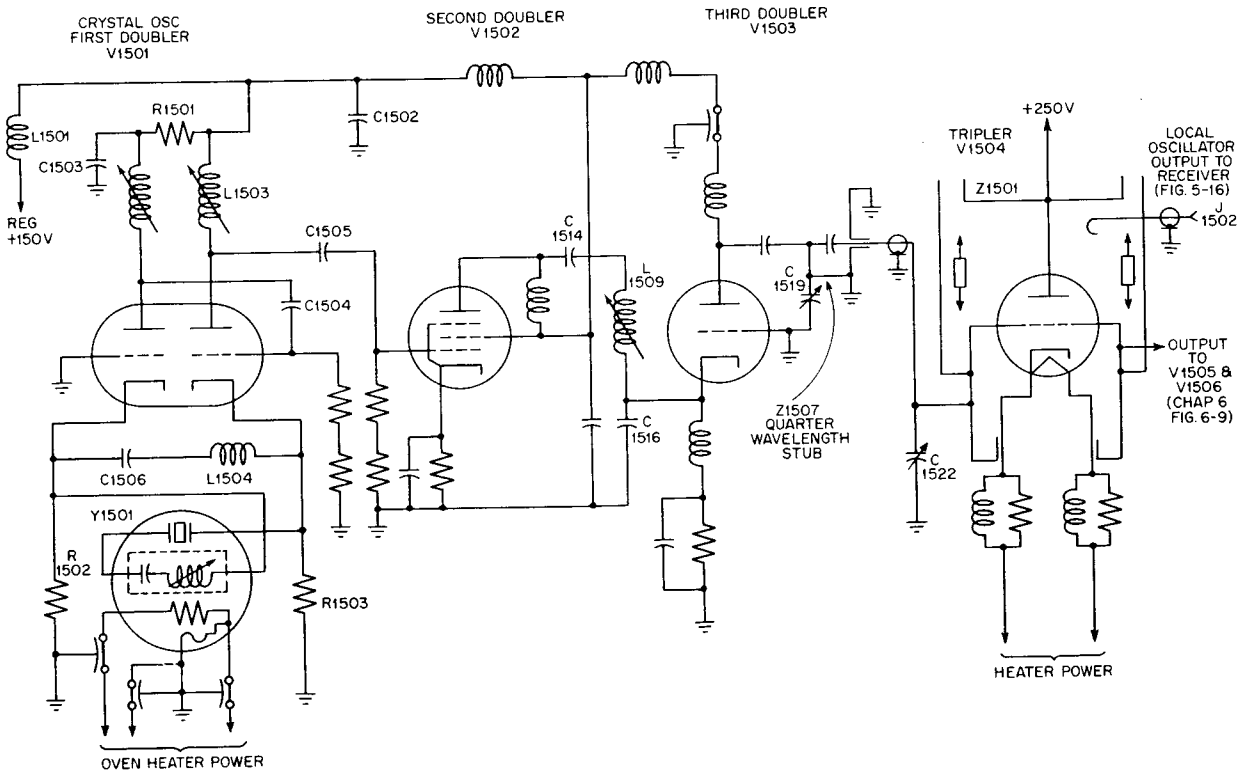 CRYSTAL OSC
FIRST DOUBLER
V1501
SECOND DOUBLER
V1502
THIRD DOUBLER
V1503
R1501
L1501
C1503
L1503
C1502
REG
+150V
C1505
C1504
C
1514
L
1509
C
1519
C
1516
Z1507
QUARTER
WAVELENGTH
STUB
+250V
TRIPLER
V1504
Z1501
LOCAL
OSCILLATOR
OUTPUT TO
RECEIVER
(FIG. 5-16)
J
1502
OUTPUT
TO
V1505 &
V1506
(CHAP 6
FIG. 6-9)
C
1522
C1506
L1504
Y1501
R
1502
R1503
OVEN HEATER POWER
HEATER POWER